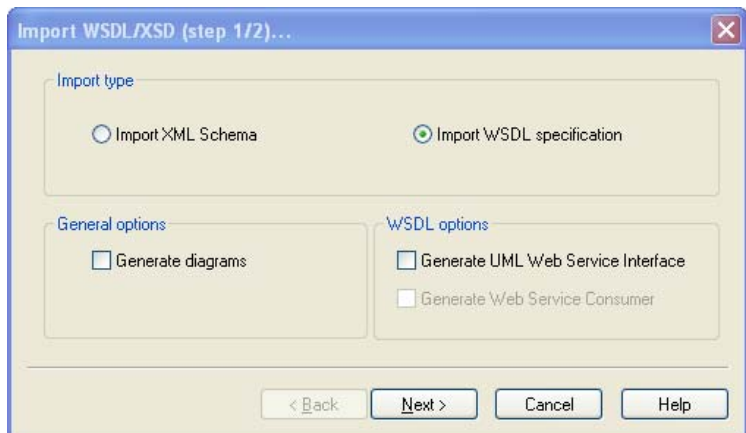 Import WSDL/XSD (step 1/2)...
Import type
Import XML Schema
Import WSDL specification
General options
Generate diagrams
WSDL options
Generate UML Web Service Interface
Generate Web Service Consumer
< Back
Next >
Cancel
Help